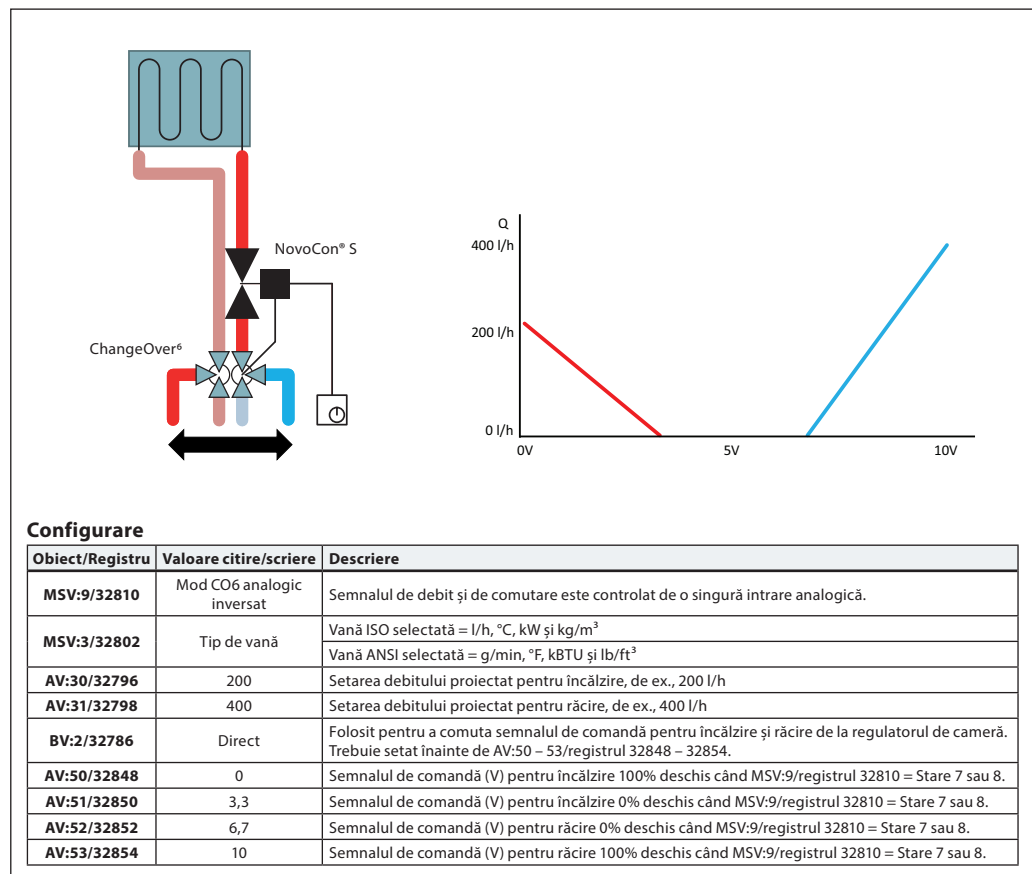 NovoCon® S
ChangeOver⁶
Q
400 l/h
200 l/h
0 l/h
0V
5V
10V
Configurare
Obiect/Registru Valoare citire/scriere Descriere
MSV:9/32810 Mod CO6 analogic inversat Semnalul de debit și de comutare este controlat de o singură intrare analogică.
MSV:3/32802 Tip de vană Vană ISO selectată = l/h, °C, kW și kg/m³
Vană ANSI selectată = g/min, °F, kBTU și lb/ft³
AV:30/32796 200 Setarea debitului proiectat pentru încălzire, de ex., 200 l/h
AV:31/32798 400 Setarea debitului proiectat pentru răcire, de ex., 400 l/h
BV:2/32786 Direct Folosit pentru a comuta semnalul de comandă pentru încălzire și răcire de la regulatorul de cameră.
Trebuie setat înainte de AV:50 – 53/registrul 32848 – 32854.
AV:50/32848 0 Semnalul de comandă (V) pentru încălzire 100% deschis când MSV:9/registrul 32810 = Stare 7 sau 8.
AV:51/32850 3,3 Semnalul de comandă (V) pentru încălzire 0% deschis când MSV:9/registrul 32810 = Stare 7 sau 8.
AV:52/32852 6,7 Semnalul de comandă (V) pentru răcire 0% deschis când MSV:9/registrul 32810 = Stare 7 sau 8.
AV:53/32854 10 Semnalul de comandă (V) pentru răcire 100% deschis când MSV:9/registrul 32810 = Stare 7 sau 8.